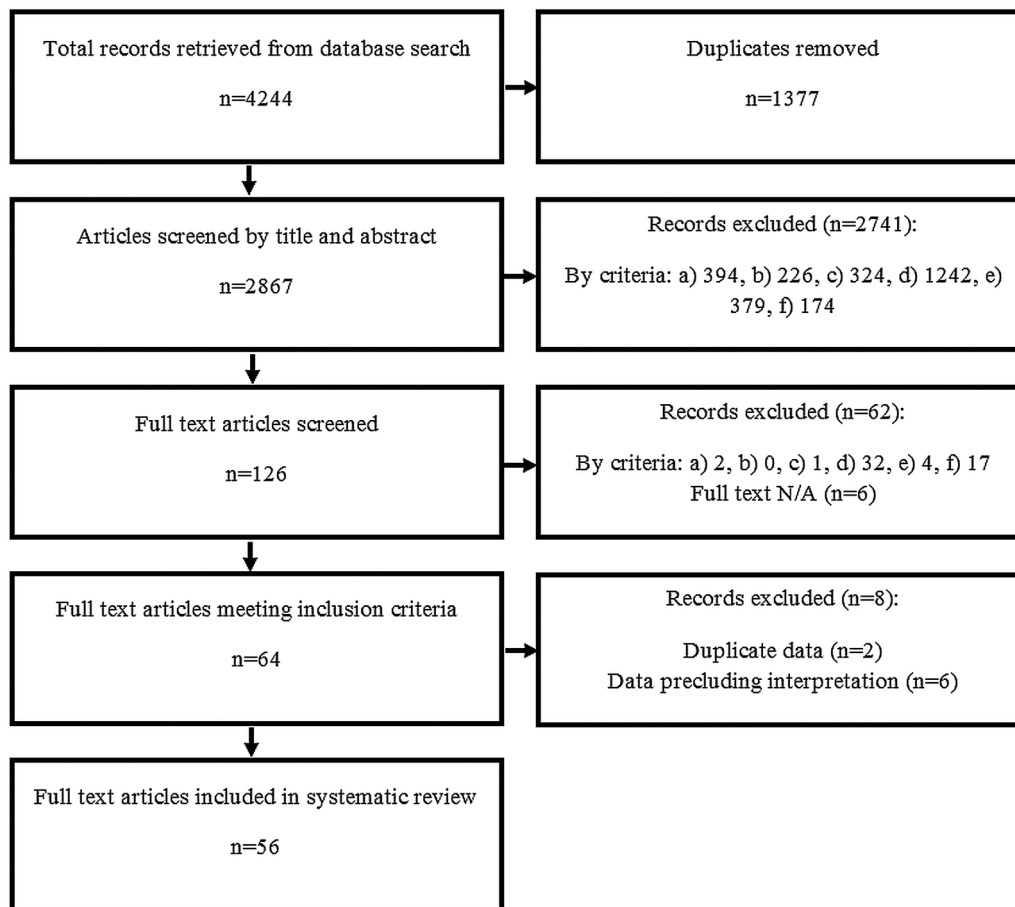 Total records retrieved from database search
n=4244
Duplicates removed
n=1377
Articles screened by title and abstract
n=2867
Records excluded (n=2741):
By criteria: a) 394, b) 226, c) 324, d) 1242, e)
379, f) 174
Full text articles screened
n=126
Records excluded (n=62):
By criteria: a) 2, b) 0, c) 1, d) 32, e) 4, f) 17
Full text N/A (n=6)
Full text articles meeting inclusion criteria
n=64
Records excluded (n=8):
Duplicate data (n=2)
Data precluding interpretation (n=6)
Full text articles included in systematic review
n=56